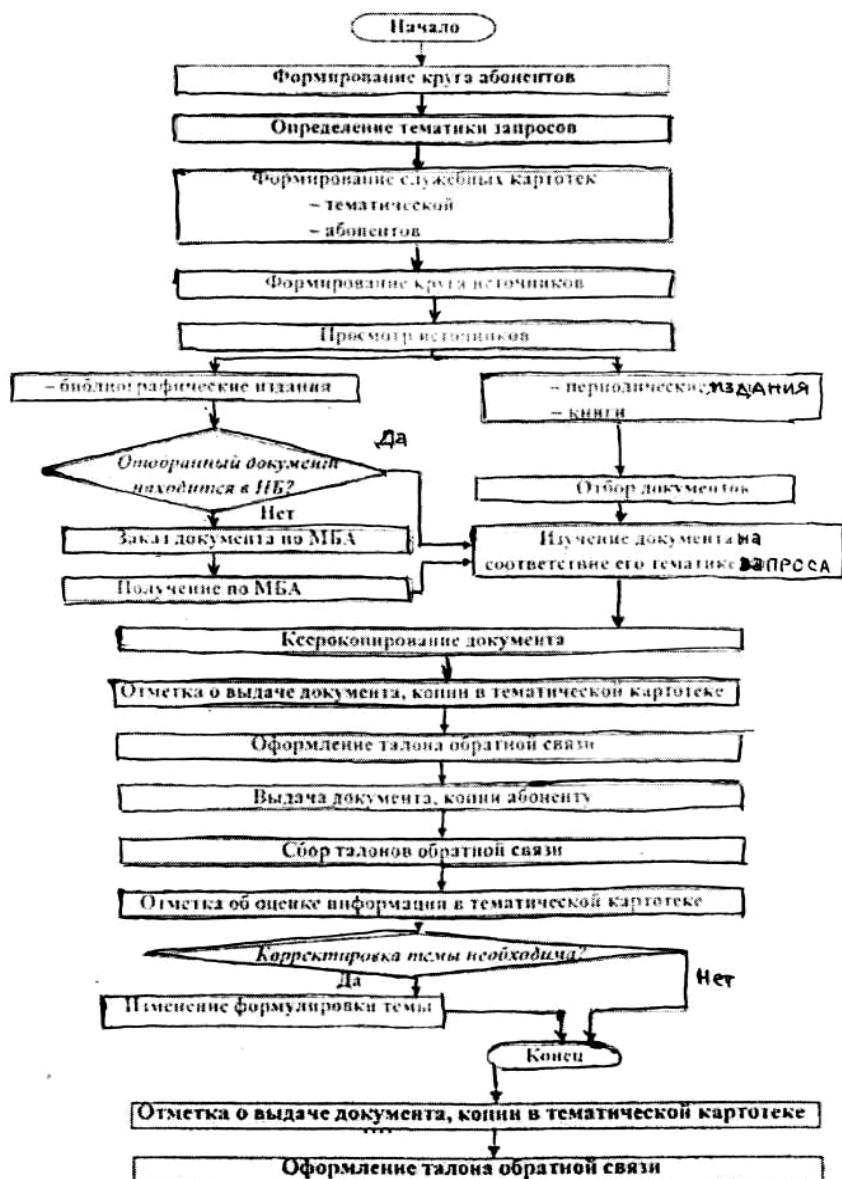 Начало
Формирование круга абонентов
Определение тематики запросов
Формирование служебных картотек
– тематической
– абонентов
Формирование круга источников
Просмотр источников
– библиографические издания
– периодические издания
– книги
Да
Отобранный документ
находится в НБ?
Нет
Отбор документов
Заказ документа по МБА
Изучение документа на
соответствие его тематике запроса
Получение по МБА
Ксерокопирование документа
Отметка о выдаче документа, копии в тематической картотеке
Оформление талона обратной связи
Выдача документа, копии абоненту
Сбор талонов обратной связи
Отметка об оценке информации в тематической картотеке
Корректировка темы необходима?
Да
Нет
Изменение формулировки темы
Конец
Отметка о выдаче документа, копии в тематической картотеке
Оформление талона обратной связи